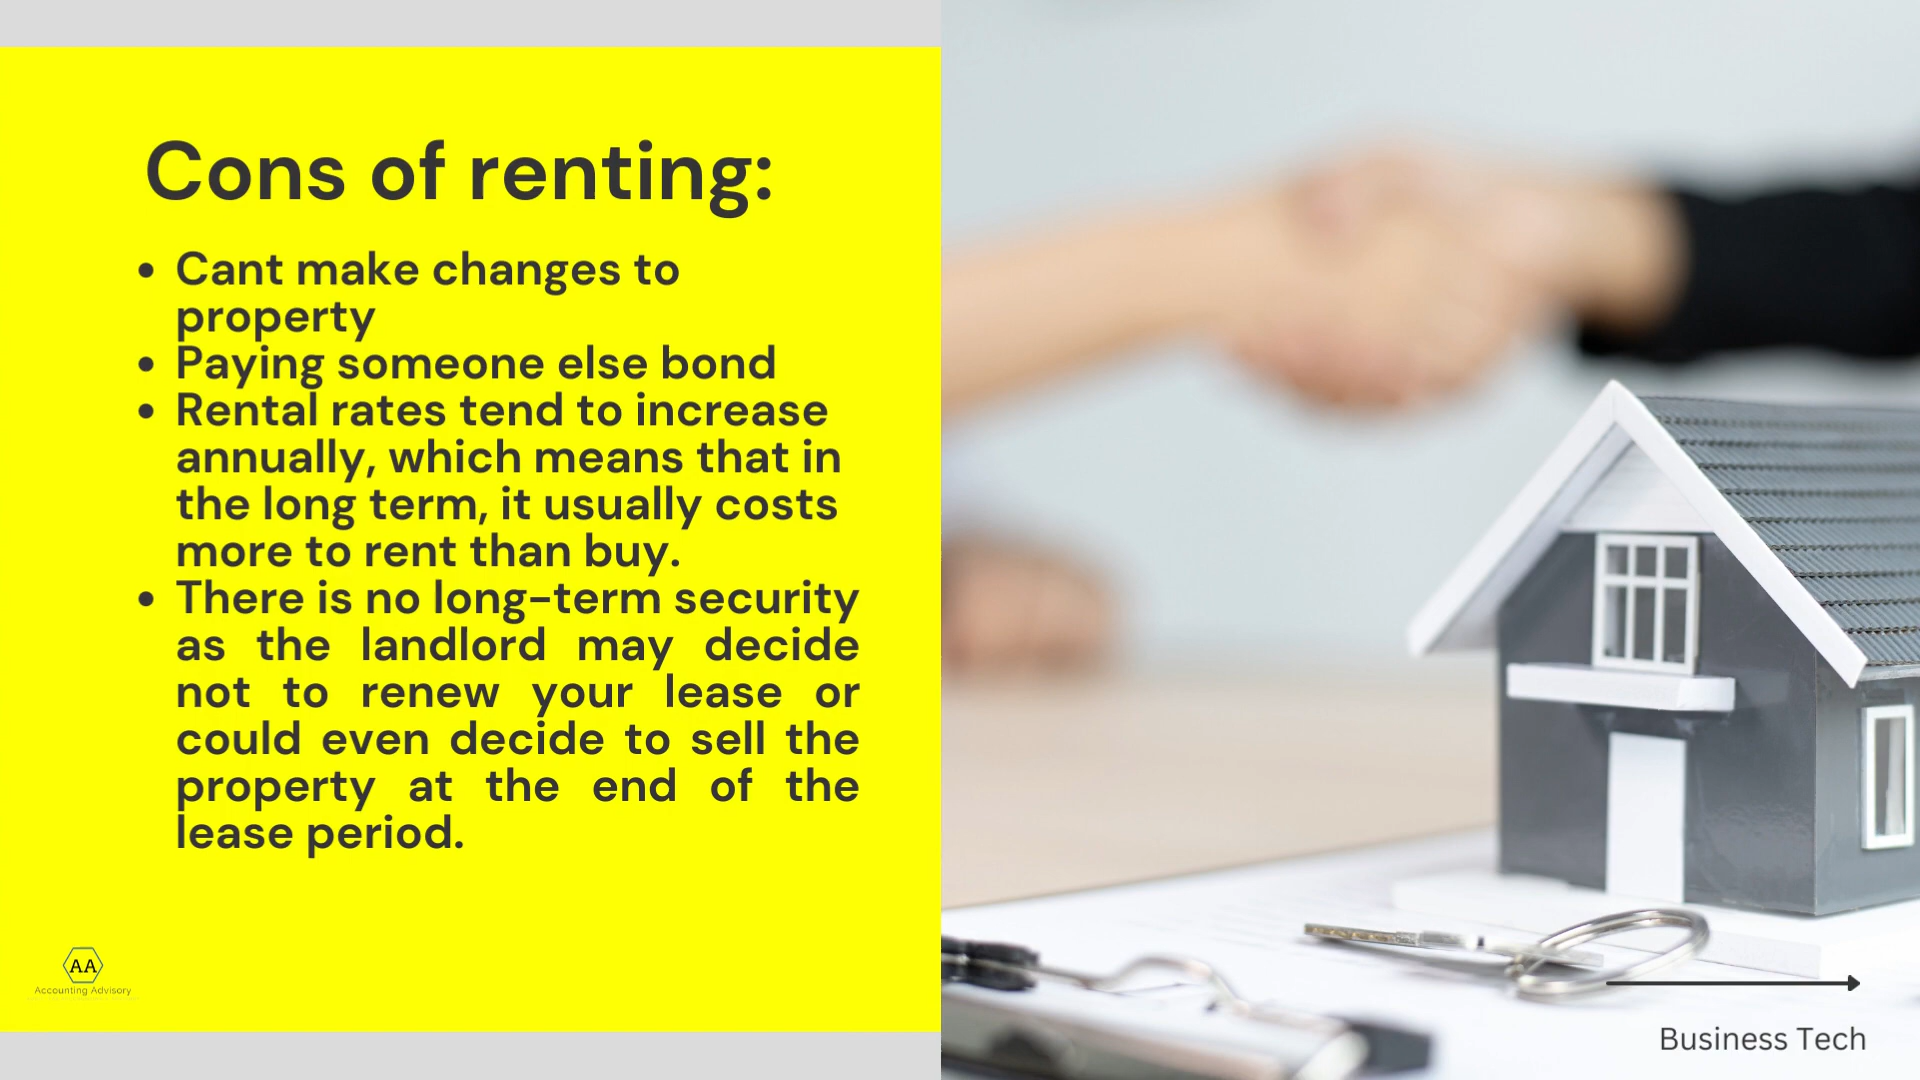 Cons of renting:
• Cant make changes to
property
• Paying someone else bond
• Rental rates tend to increase
annually, which means that in
the long term, it usually costs
more to rent than buy.
• There is no long-term security
as the landlord may decide
not to renew your lease or
could even decide to sell the
property at the end of the
lease period.
AA
Accounting Advisory
Business Tech